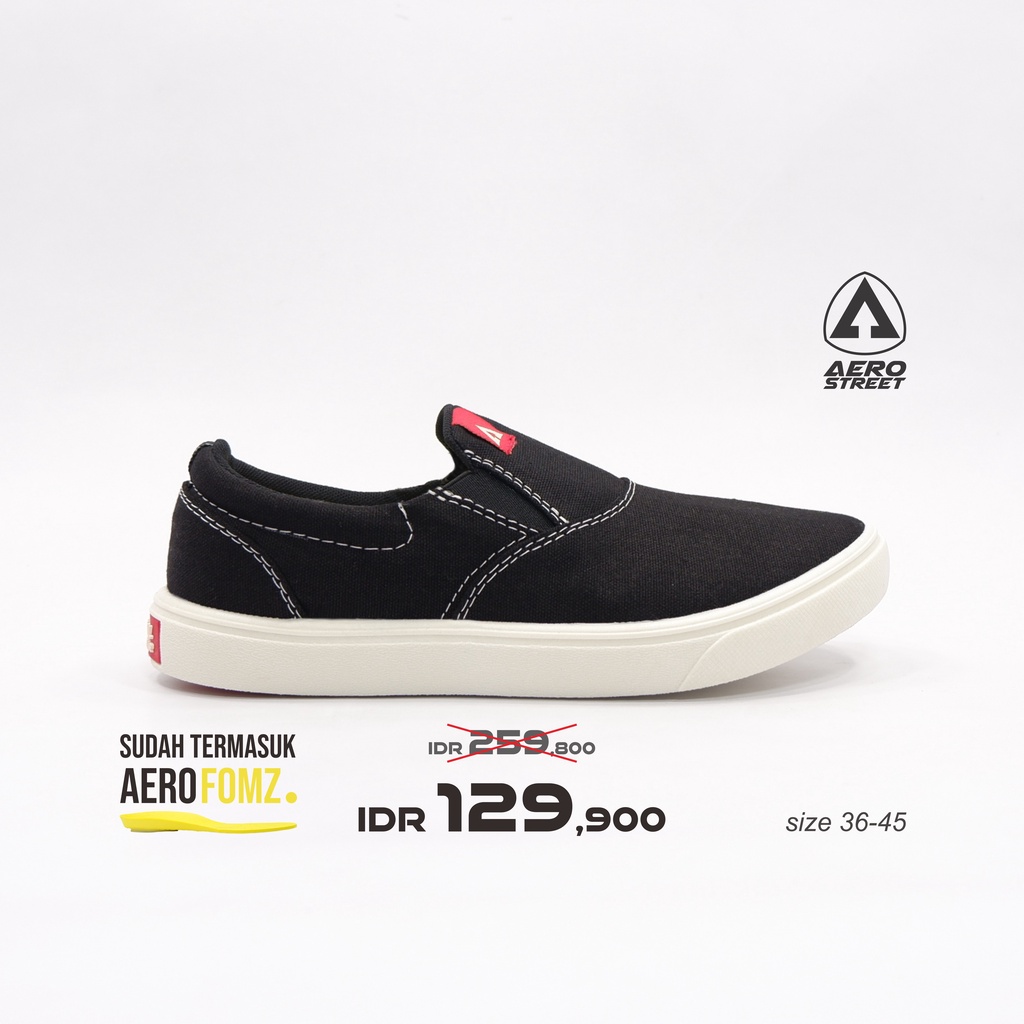 AERO
STREET
SUDAH TERMASUK
AEROFOMZ.
IDR 259,800
IDR 129,900
size 36-45